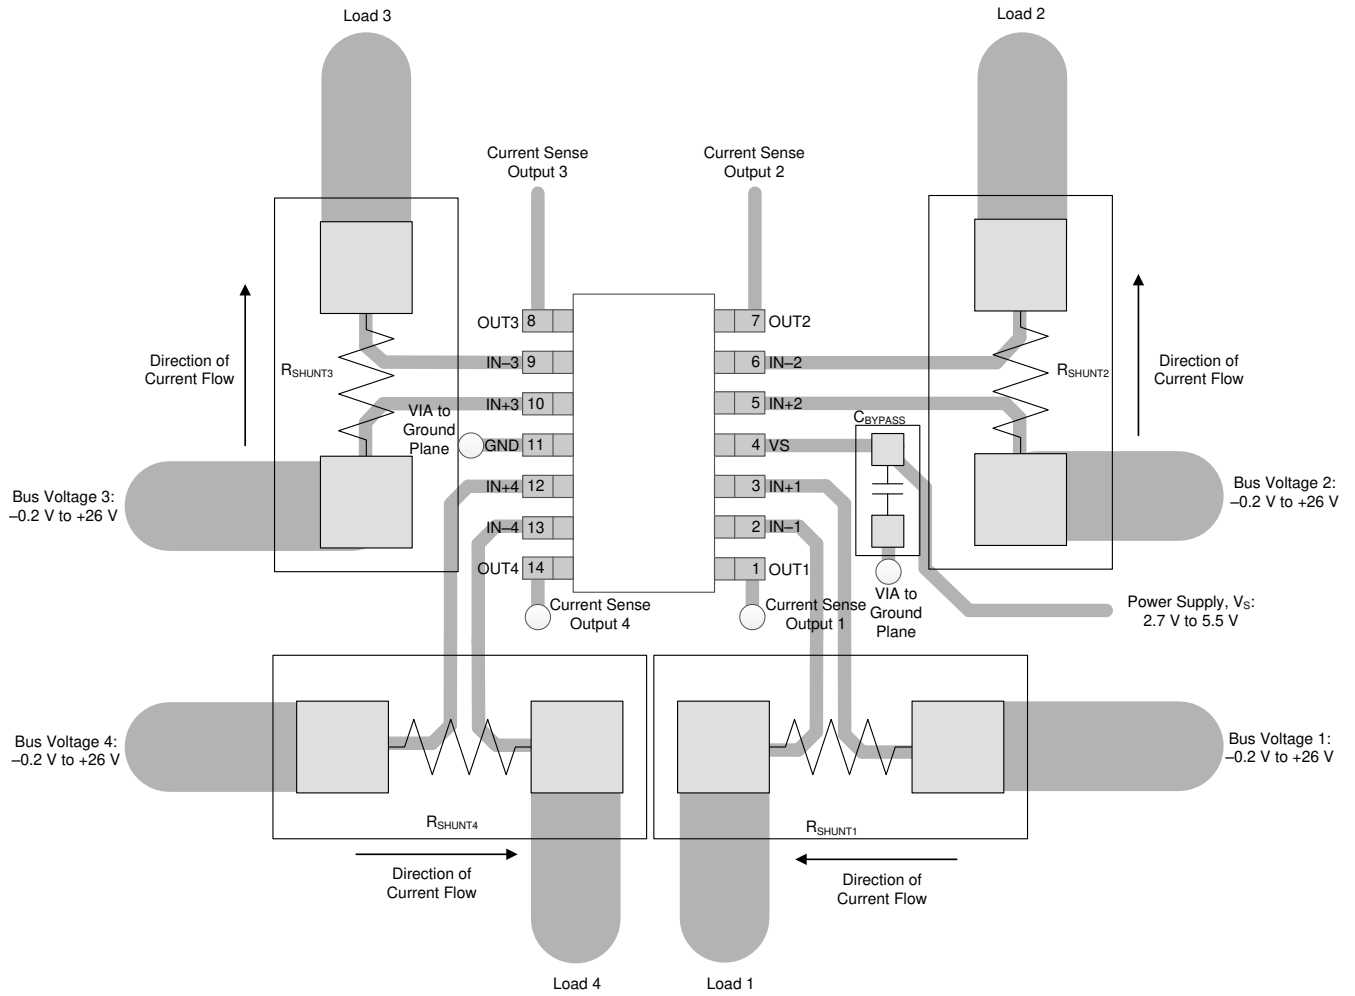 Load 3
Load 2
Current Sense
Output 3
Current Sense
Output 2
OUT3
8
7
OUT2
IN–3
9
6
IN–2
Direction of
Current Flow
RSHUNT3
RSHUNT2
Direction of
Current Flow
IN+3
10
5
IN+2
VIA to
Ground
Plane
CBYPASS
GND
11
4
VS
Bus Voltage 3:
–0.2 V to +26 V
IN+4
12
3
IN+1
Bus Voltage 2:
–0.2 V to +26 V
IN–4
13
2
IN–1
OUT4
14
1
OUT1
Current Sense
Output 4
Current Sense
Output 1
VIA to
Ground
Plane
Power Supply, VS:
2.7 V to 5.5 V
Bus Voltage 4:
–0.2 V to +26 V
Bus Voltage 1:
–0.2 V to +26 V
RSHUNT4
RSHUNT1
Direction of
Current Flow
Direction of
Current Flow
Load 4
Load 1